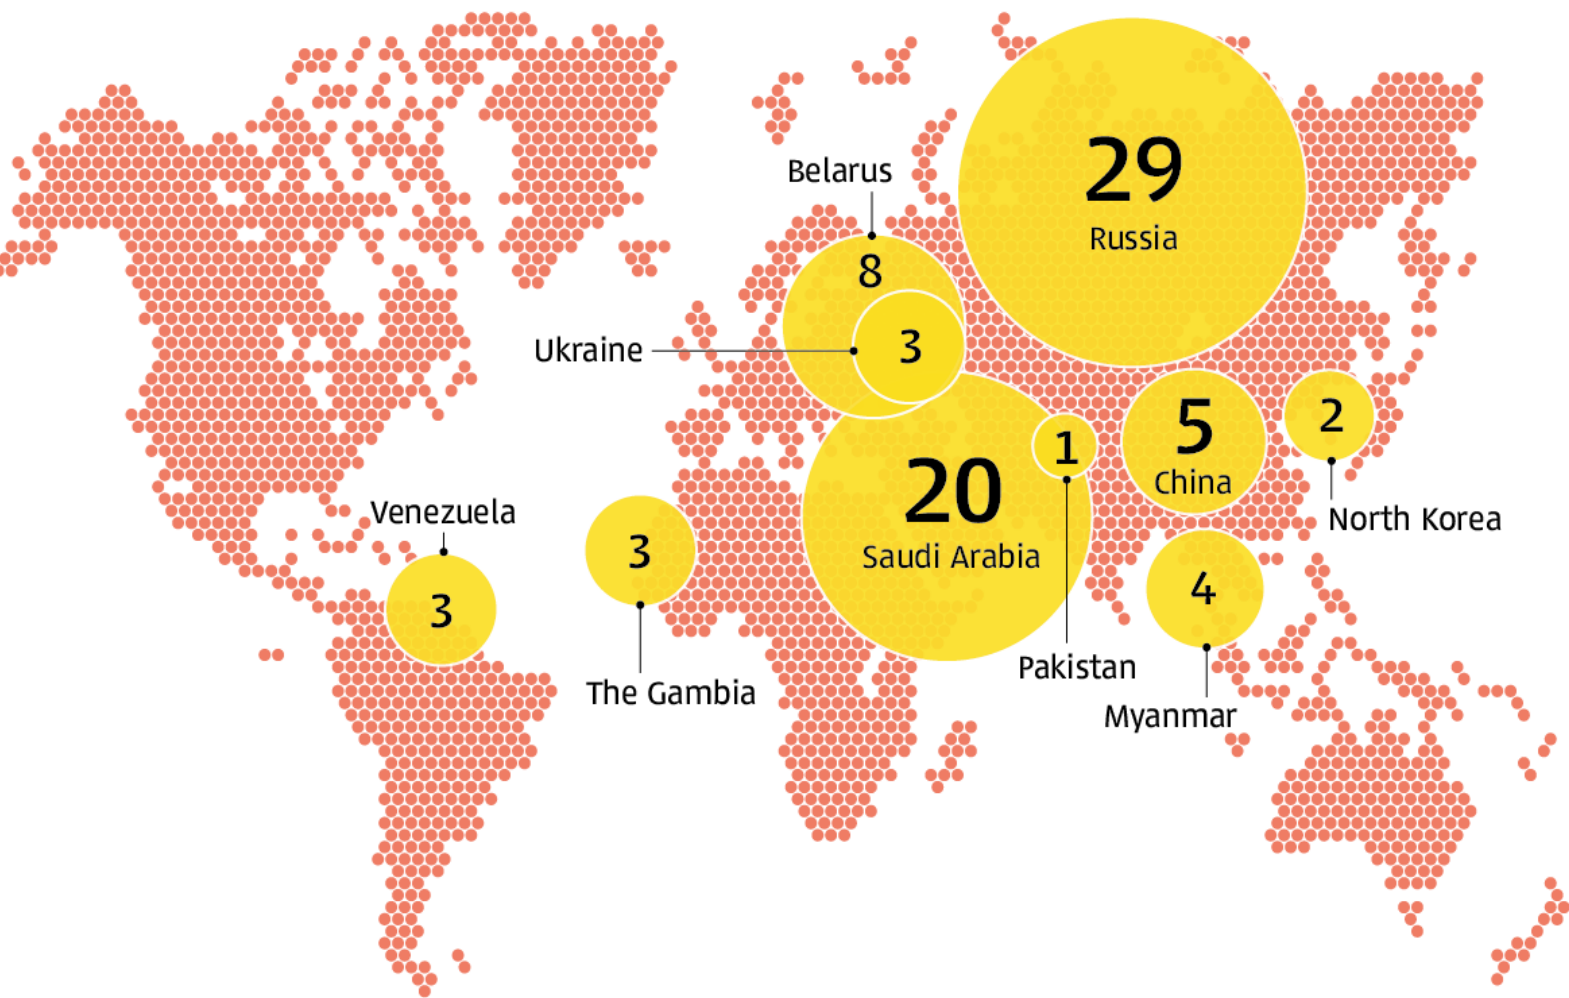 29
Russia
Belarus
8
Ukraine
3
2
North Korea
5
China
1
Pakistan
20
Saudi Arabia
Venezuela
3
3
The Gambia
4
Myanmar